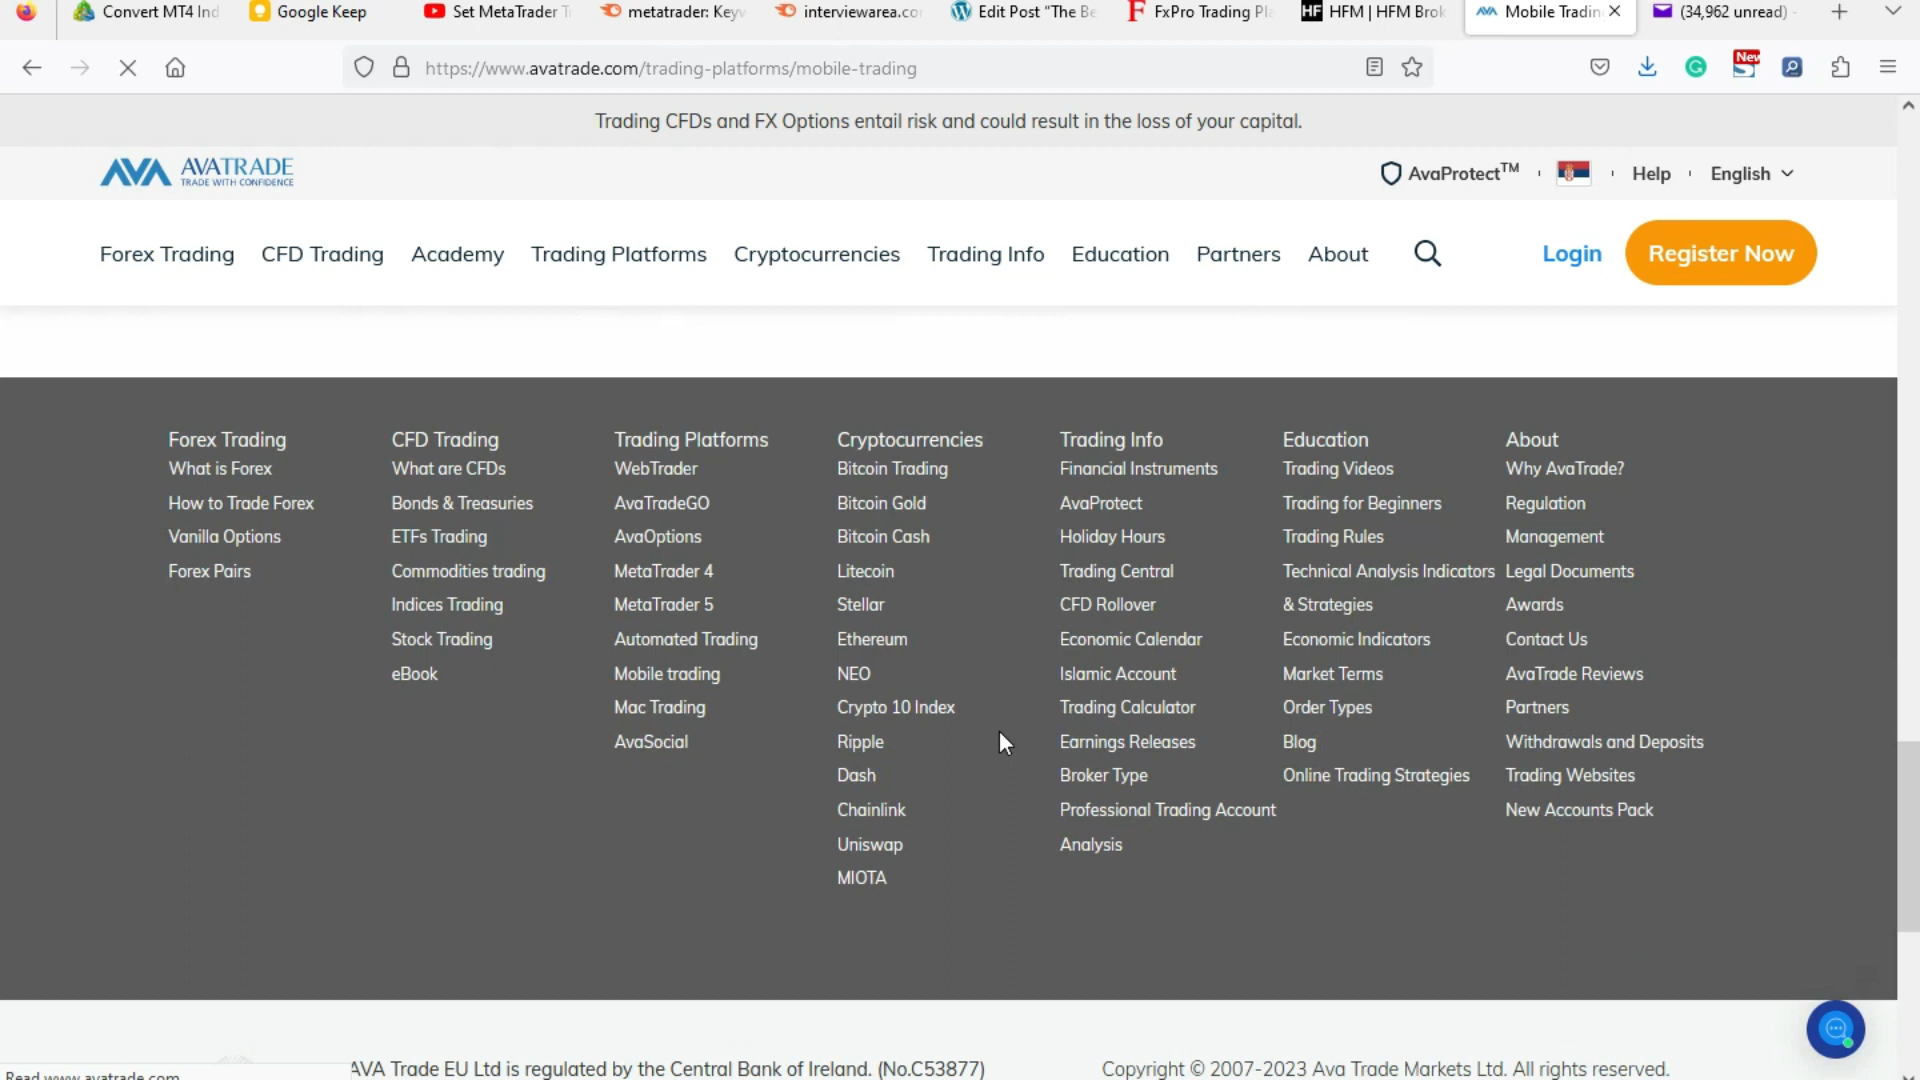 Convert MT4 Ind
Google Keep
Set MetaTrader T
metatrader: Keyw
interviewarea.co
Edit Post "The Be
FxPro Trading Pla
HFM | HFM Brok
Mobile Tradin
(34,962 unread) -
https://www.avatrade.com/trading-platforms/mobile-trading
New
Trading CFDs and FX Options entail risk and could result in the loss of your capital.
AVATRADE
TRADE WITH CONFIDENCE
AvaProtect™
Help
English
Forex Trading
CFD Trading
Academy
Trading Platforms
Cryptocurrencies
Trading Info
Education
Partners
About
Login
Register Now
Forex Trading
What is Forex
How to Trade Forex
Vanilla Options
Forex Pairs
CFD Trading
What are CFDs
Bonds & Treasuries
ETFs Trading
Commodities trading
Indices Trading
Stock Trading
eBook
Trading Platforms
WebTrader
AvaTradeGO
AvaOptions
MetaTrader 4
MetaTrader 5
Automated Trading
Mobile trading
Mac Trading
AvaSocial
Cryptocurrencies
Bitcoin Trading
Bitcoin Gold
Bitcoin Cash
Litecoin
Stellar
Ethereum
NEO
Crypto 10 Index
Ripple
Dash
Chainlink
Uniswap
MIOTA
Trading Info
Financial Instruments
AvaProtect
Holiday Hours
Trading Central
CFD Rollover
Economic Calendar
Islamic Account
Trading Calculator
Earnings Releases
Broker Type
Professional Trading Account
Analysis
Education
Trading Videos
Trading for Beginners
Trading Rules
Technical Analysis Indicators
& Strategies
Economic Indicators
Market Terms
Order Types
Blog
Online Trading Strategies
About
Why AvaTrade?
Regulation
Management
Legal Documents
Awards
Contact Us
AvaTrade Reviews
Partners
Withdrawals and Deposits
Trading Websites
New Accounts Pack
AVA Trade EU Ltd is regulated by the Central Bank of Ireland. (No.C53877)
Copyright © 2007-2023 Ava Trade Markets Ltd. All rights reserved.
Read www.avatrade.com